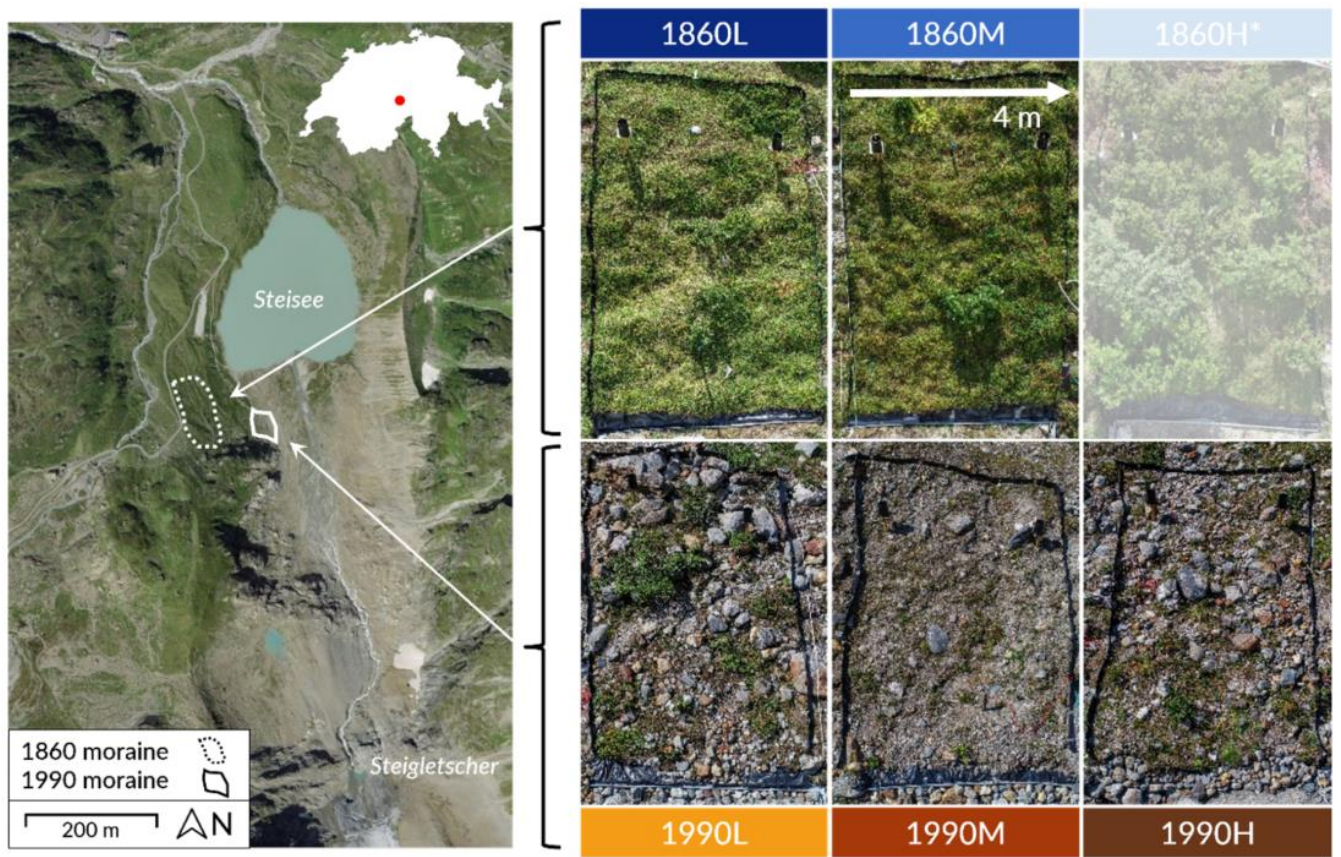 1860L
1860M
1860H*
4 m
Steisee
Steigletscher
1860 moraine
1990 moraine
200 m
N
1990L
1990M
1990H